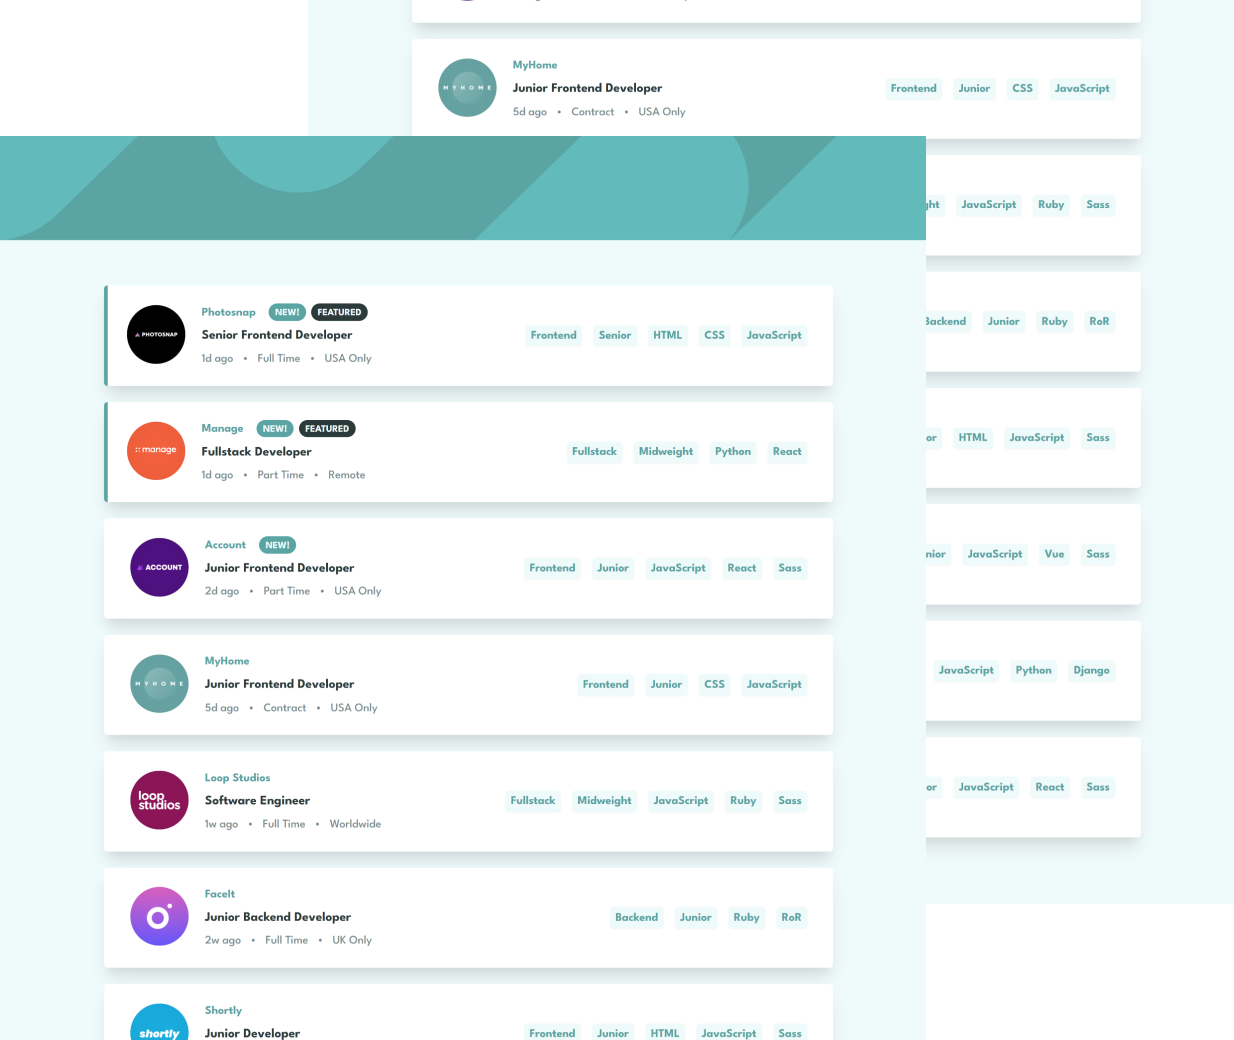 MyHome
MYHOME
Junior Frontend Developer
Frontend Junior CSS JavaScript
5d ago • Contract • USA Only
JavaScript Ruby Sass
Junior Ruby RoR
HTML JavaScript Sass
JavaScript Vue Sass
JavaScript Python Django
JavaScript React Sass
Photosnap NEW! FEATURED
PHOTOSNAP
Senior Frontend Developer
Frontend Senior HTML CSS JavaScript
1d ago • Full Time • USA Only
Manage NEW! FEATURED
manage
Fullstack Developer
Fullstack Midweight Python React
1d ago • Part Time • Remote
Account NEW!
ACCOUNT
Junior Frontend Developer
Frontend Junior JavaScript React Sass
2d ago • Part Time • USA Only
MyHome
MYHOME
Junior Frontend Developer
Frontend Junior CSS JavaScript
5d ago • Contract • USA Only
Loop Studios
loop
studios
Software Engineer
Fullstack Midweight JavaScript Ruby Sass
1w ago • Full Time • Worldwide
FaceIt
Junior Backend Developer
Backend Junior Ruby RoR
2w ago • Full Time • UK Only
Shortly
shortly
Junior Developer
Frontend Junior HTML JavaScript Sass